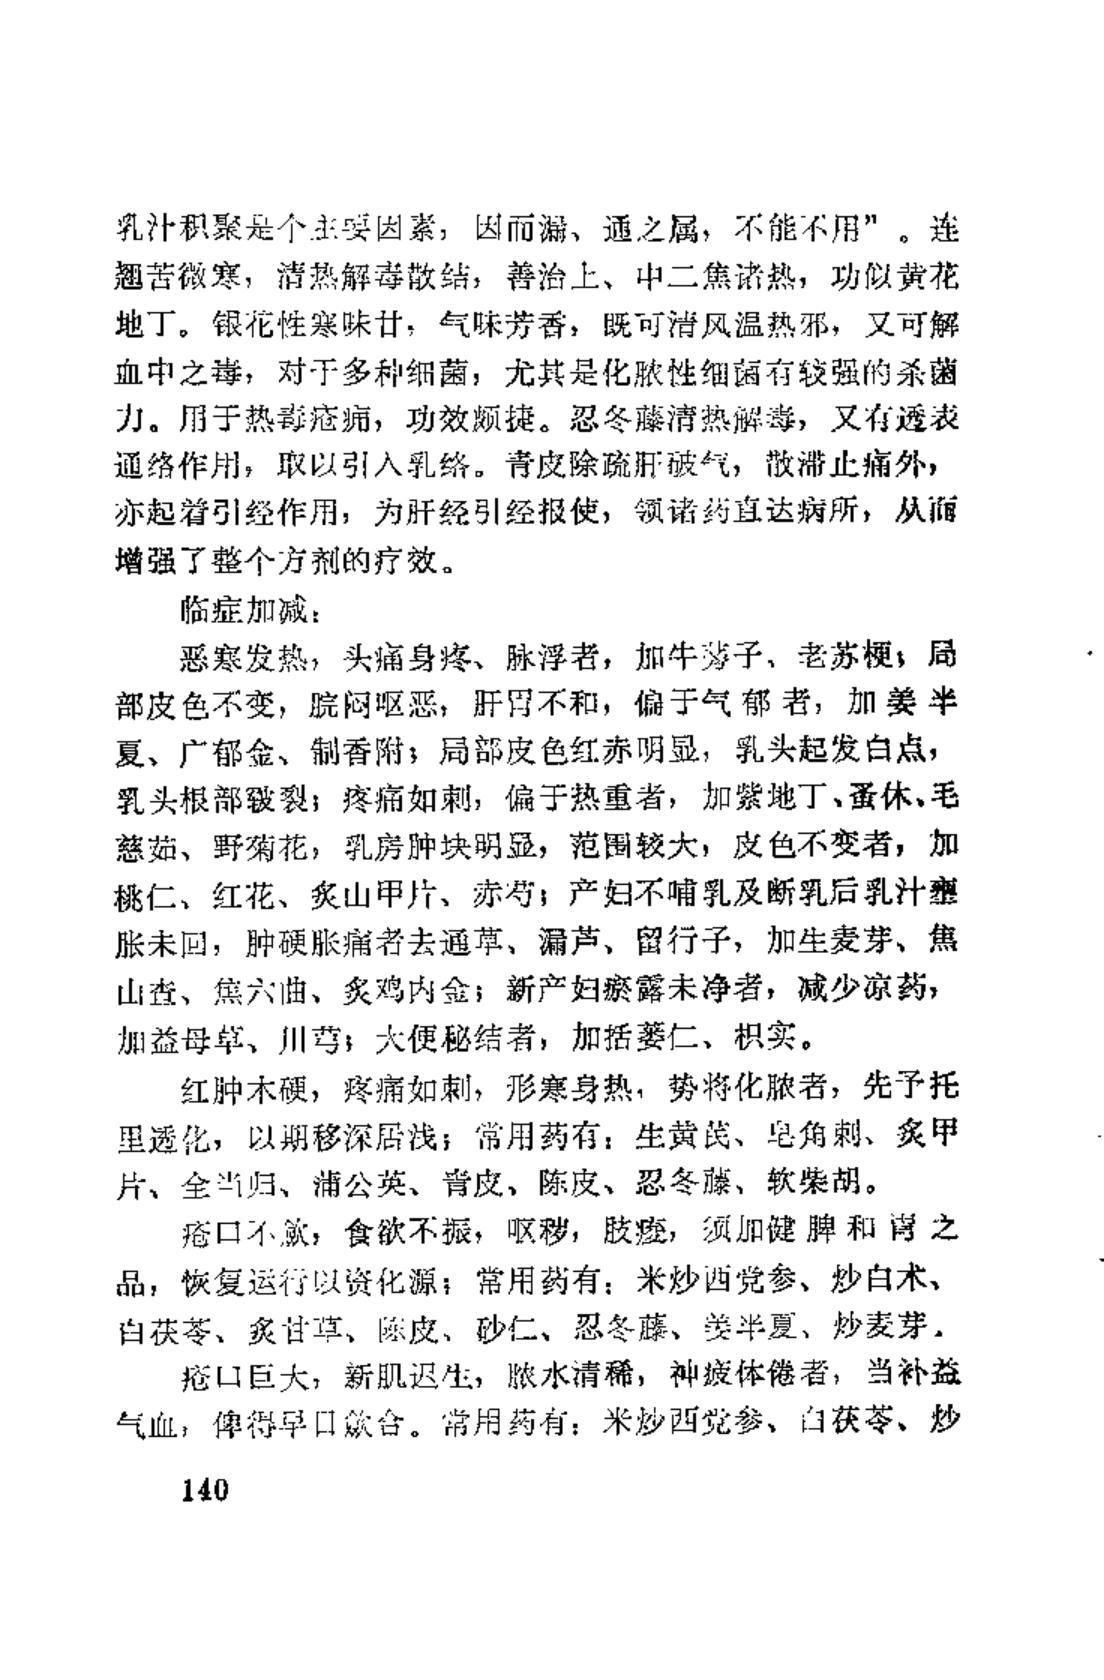 乳汁积聚是个主要因素，因而漏、通之属，不能不用”。连
翘苦微寒，清热解毒散结，善治上、中二焦诸热，功似黄花
地丁。银花性寒味甘，气味芳香，既可清风温热邪，又可解
血中之毒，对于多种细菌，尤其是化脓性细菌有较强的杀菌
力。用于热毒疮痈，功效颇捷。忍冬藤清热解毒，又有透表
通络作用，取以引入乳络。青皮除疏肝破气，散滞止痛外，
亦起着引经作用，为肝经引经报使，领诸药直达病所，从而
增强了整个方剂的疗效。
临症加减：
恶寒发热，头痛身疼、脉浮者，加牛蒡子、老苏梗；局
部皮色不变，脘闷呕恶，肝胃不和，偏于气郁者，加姜半
夏、广郁金、制香附；局部皮色红赤明显，乳头起发白点，
乳头根部皲裂；疼痛如刺，偏于热重者，加紫地丁、蚤休、毛
慈茹、野菊花，乳房肿块明显，范围较大，皮色不变者，加
桃仁、红花、炙山甲片、赤芍；产妇不哺乳及断乳后乳汁壅
胀未回，肿硬胀痛者去通草、漏芦、留行子，加生麦芽、焦
山查、焦六曲、炙鸡内金；新产妇瘀露未净者，减少凉药，
加益母草、川芎；大便秘结者，加括蒌仁、枳实。
红肿木硬，疼痛如刺，形寒身热，势将化脓者，先予托
里透化，以期移深居浅；常用药有：生黄芪、皂角刺、炙甲
片、全当归、蒲公英、青皮、陈皮、忍冬藤、软柴胡。
疮口不歛，食欲不振，呕秽，肢痠，须加健脾和胃之
品，恢复运行以资化源；常用药有：米炒西党参、炒白术、
白茯苓、炙甘草、陈皮、砂仁、忍冬藤、姜半夏、炒麦芽．
疮口巨大，新肌迟生，脓水清稀，神疲体倦者，当补益
气血，俾得早日歛合。常用药有：米炒西党参、白茯苓、炒
140